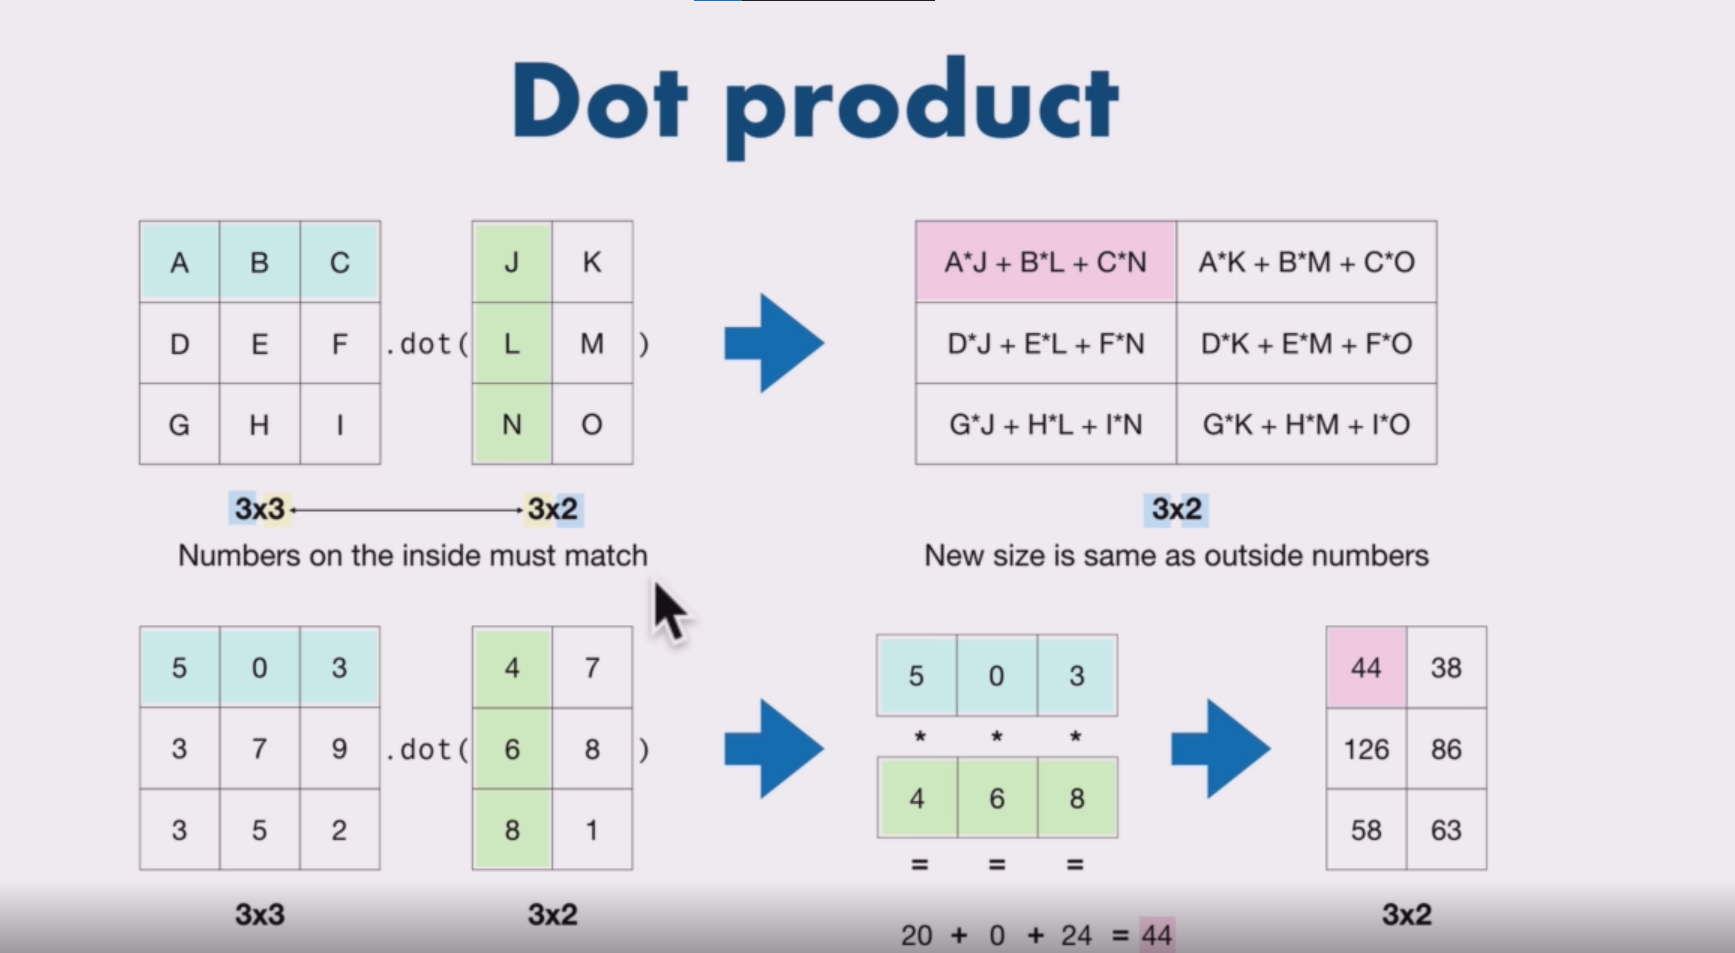 Dot product
A B C
D E F
G H I
.dot(
J K
L M
N O
)
A*J + B*L + C*N A*K + B*M + C*O
D*J + E*L + F*N D*K + E*M + F*O
G*J + H*L + I*N G*K + H*M + I*O
3x3 3x2
Numbers on the inside must match
3x2
New size is same as outside numbers
5 0 3
3 7 9
3 5 2
.dot(
4 7
6 8
8 1
)
3x3
3x2
5 0 3
* * *
4 6 8
= = =
20 + 0 + 24 = 44
44 38
126 86
58 63
3x2